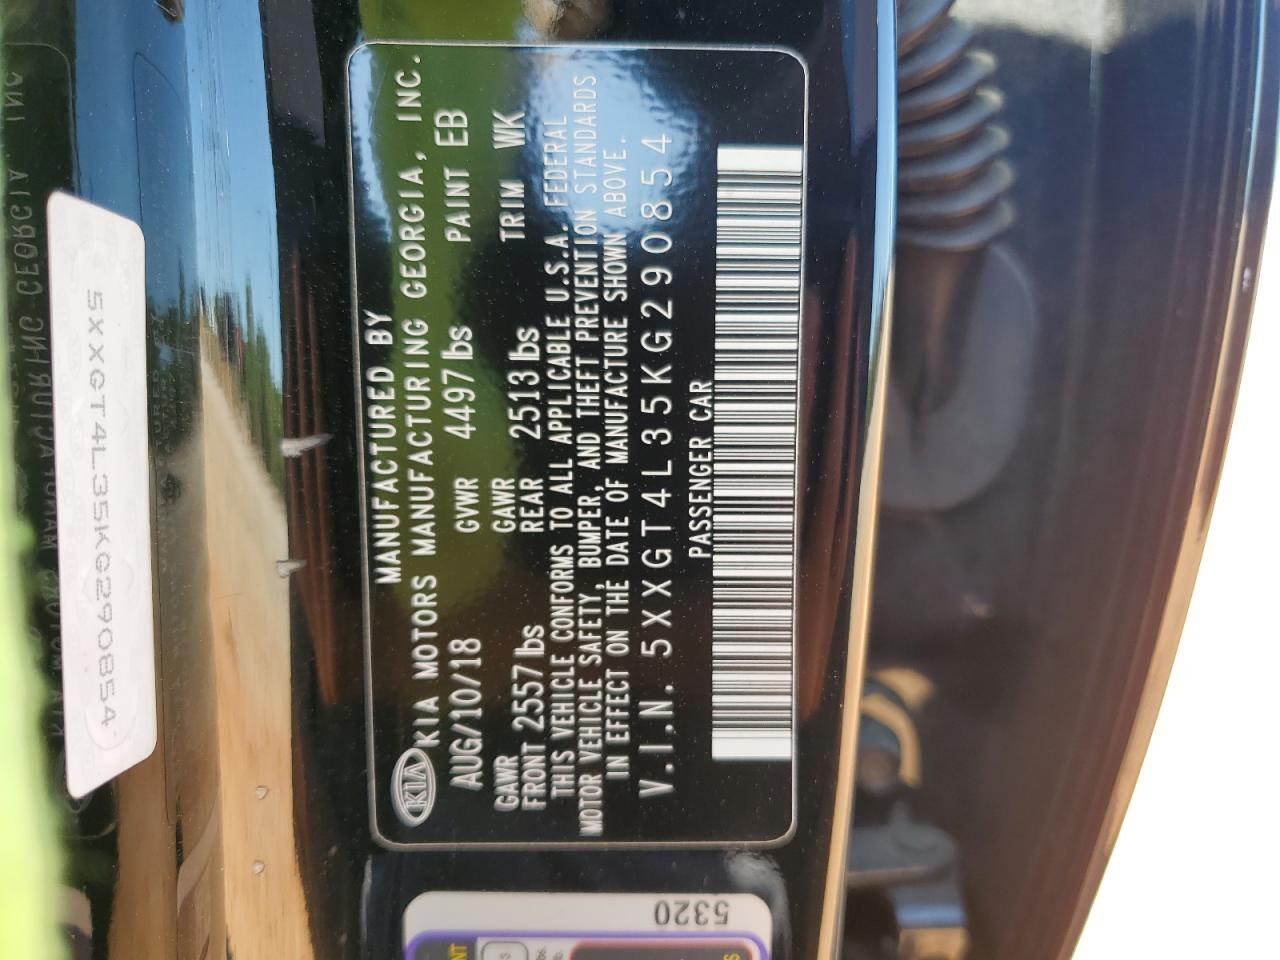 5XXGT4L35KG290854
MANUFACTURED BY
KIA KIA MOTORS MANUFACTURING GEORGIA, INC.
AUG/10/18 GVWR 4497 lbs PAINT EB
GAWR FRONT 2557 lbs GAWR REAR 2513 lbs TRIM WK
THIS VEHICLE CONFORMS TO ALL APPLICABLE U.S.A. FEDERAL
MOTOR VEHICLE SAFETY, BUMPER, AND THEFT PREVENTION STANDARDS
IN EFFECT ON THE DATE OF MANUFACTURE SHOWN ABOVE.
V.I.N. 5XXGT4L35KG290854
PASSENGER CAR
5320